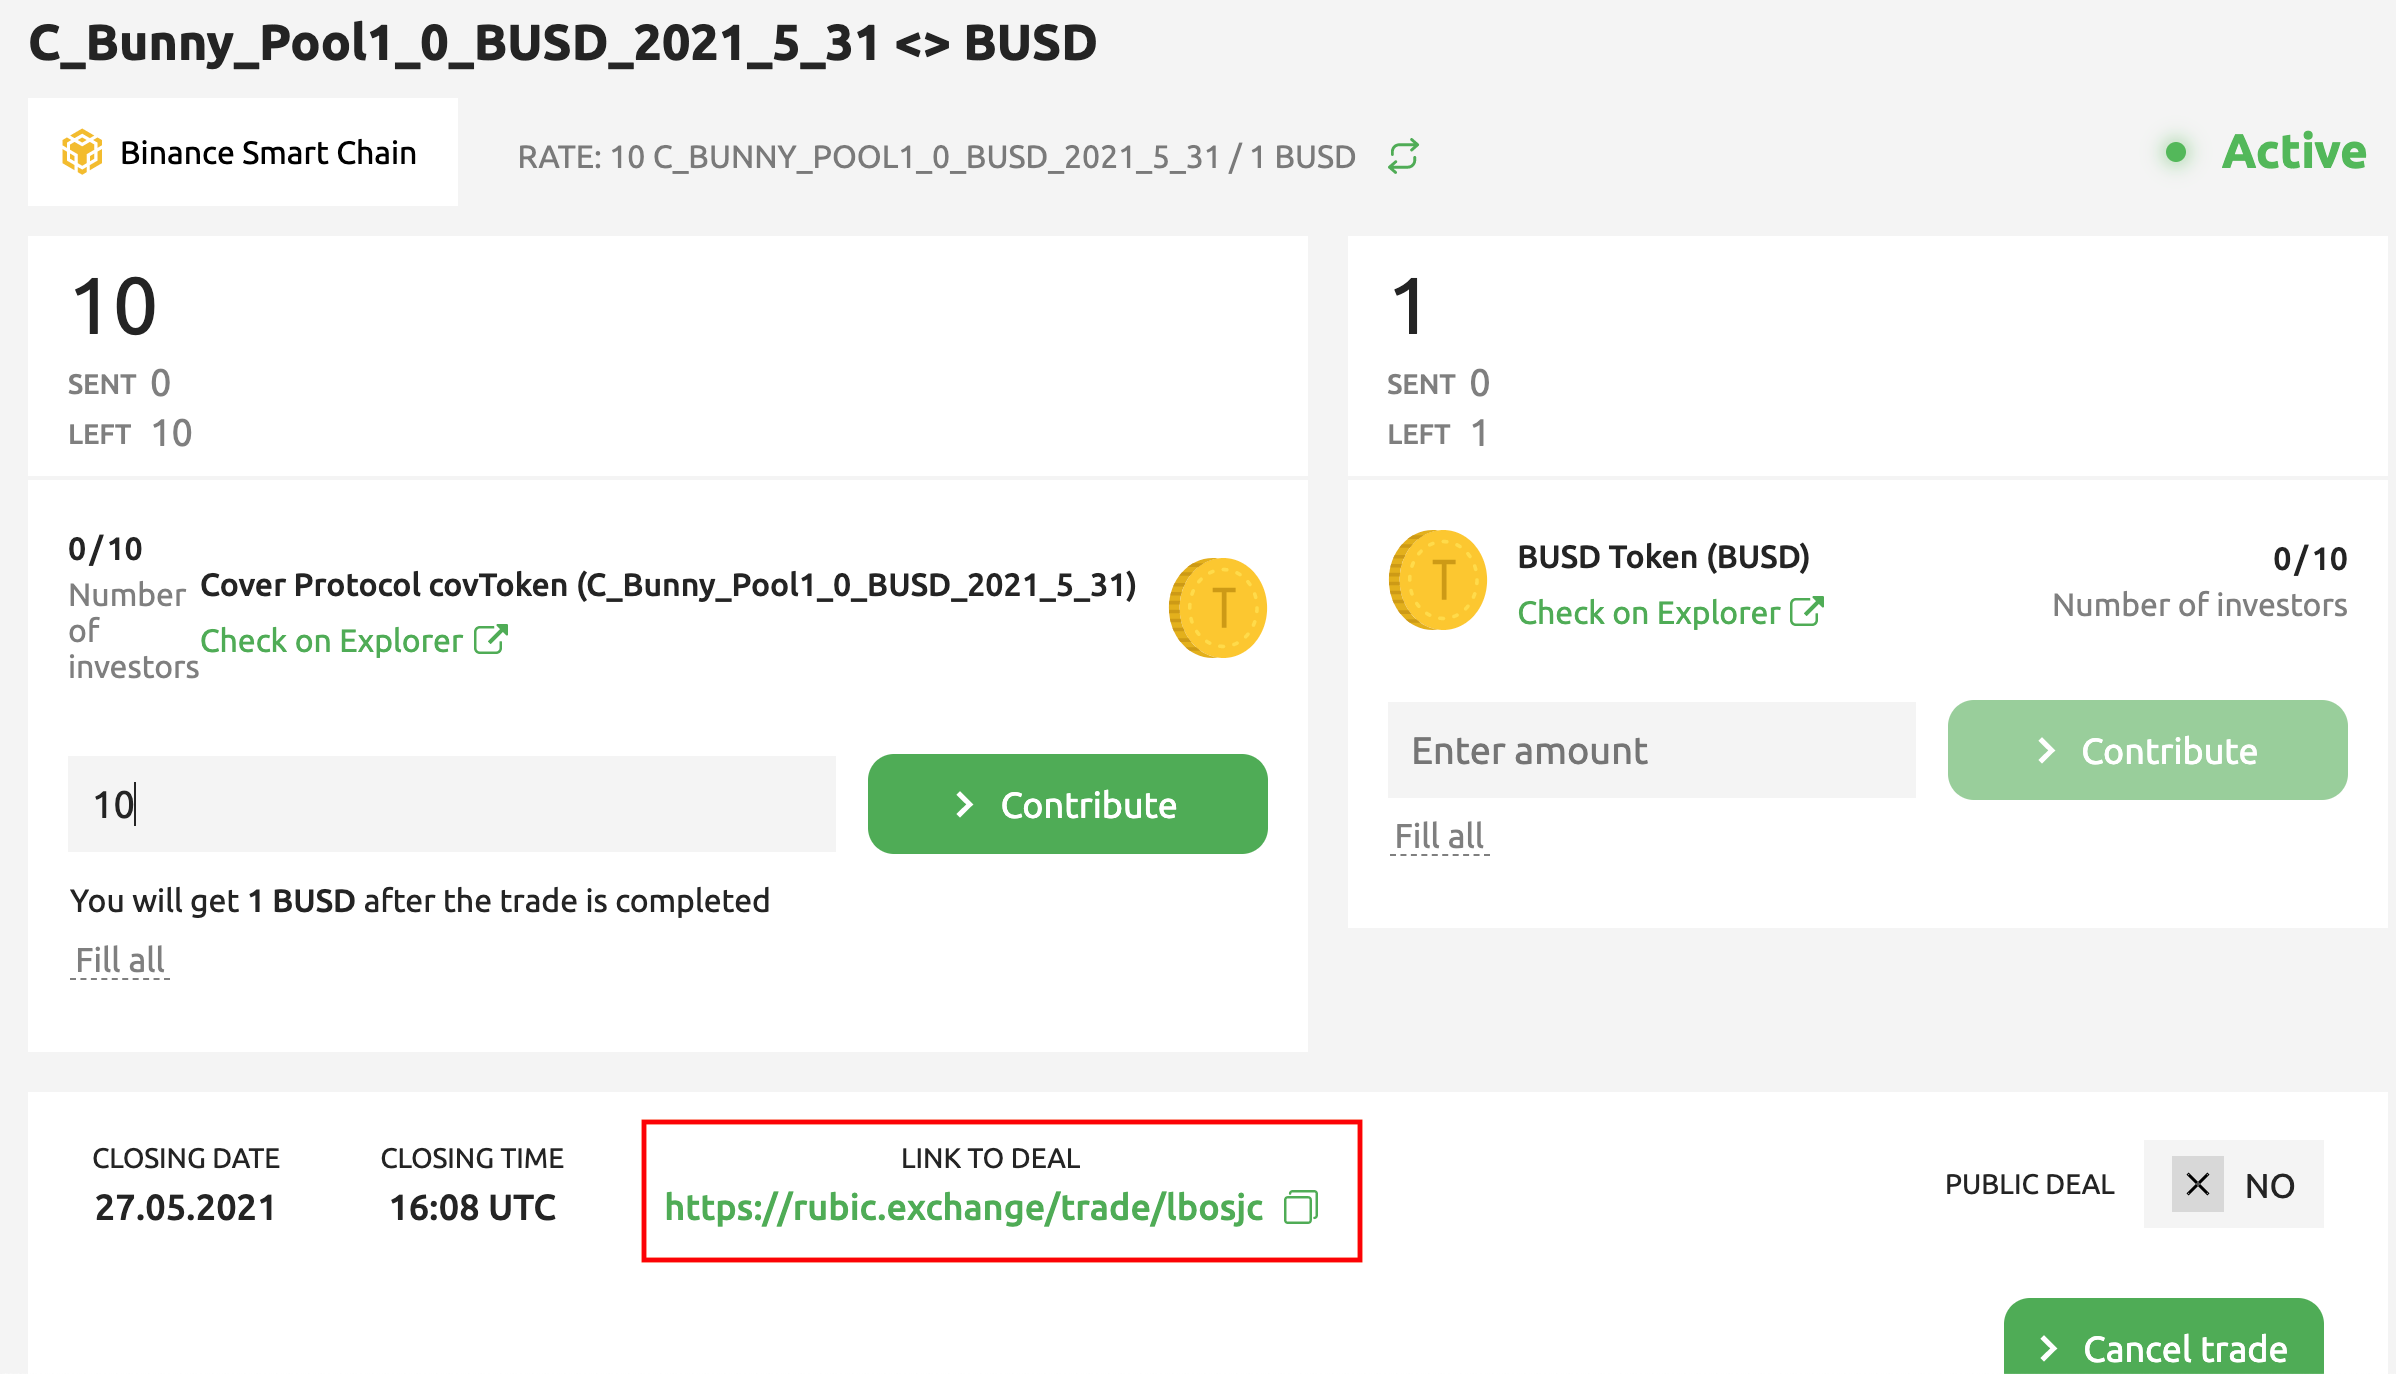 C_Bunny_Pool1_0_BUSD_2021_5_31 <> BUSD
Binance Smart Chain
RATE: 10 C_BUNNY_POOL1_0_BUSD_2021_5_31 / 1 BUSD
Active
10
SENT 0
LEFT 10
1
SENT 0
LEFT 1
0/10
Number
of
investors
Cover Protocol covToken (C_Bunny_Pool1_0_BUSD_2021_5_31)
Check on Explorer
T
10
Contribute
You will get 1 BUSD after the trade is completed
Fill all
T
BUSD Token (BUSD)
Check on Explorer
0/10
Number of investors
Enter amount
Contribute
Fill all
CLOSING DATE
27.05.2021
CLOSING TIME
16:08 UTC
LINK TO DEAL
https://rubic.exchange/trade/lbosjc
PUBLIC DEAL
NO
Cancel trade